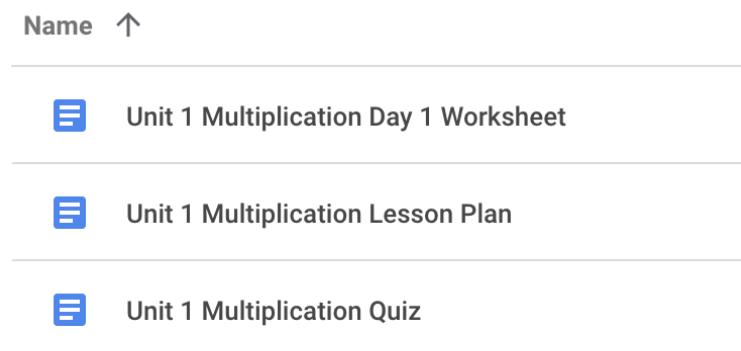 Name
Unit 1 Multiplication Day 1 Worksheet
Unit 1 Multiplication Lesson Plan
Unit 1 Multiplication Quiz